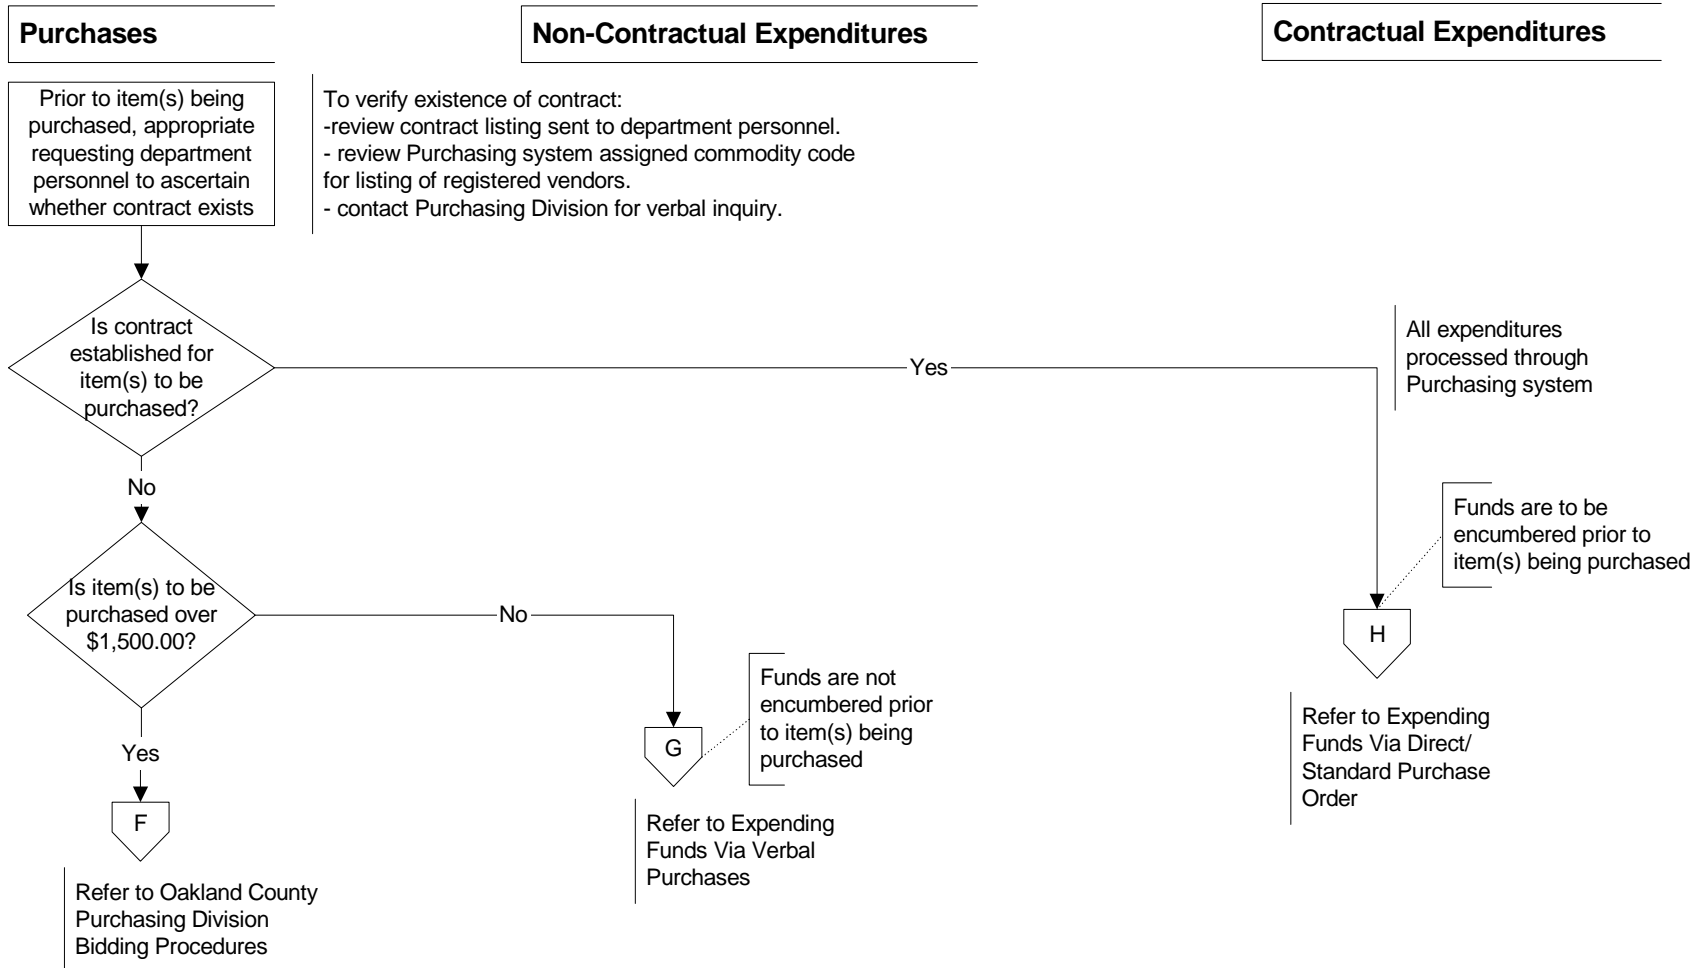 Purchases
Non-Contractual Expenditures
Contractual Expenditures
Prior to item(s) being
purchased, appropriate
requesting department
personnel to ascertain
whether contract exists
To verify existence of contract:
-review contract listing sent to department personnel.
- review Purchasing system assigned commodity code
for listing of registered vendors.
- contact Purchasing Division for verbal inquiry.
Is contract
established for
item(s) to be
purchased?
Yes
All expenditures
processed through
Purchasing system
No
Funds are to be
encumbered prior to
item(s) being purchased
Is item(s) to be
purchased over
$1,500.00?
No
H
Funds are not
encumbered prior
to item(s) being
purchased
Refer to Expending
Funds Via Direct/
Standard Purchase
Order
Yes
G
F
Refer to Expending
Funds Via Verbal
Purchases
Refer to Oakland County
Purchasing Division
Bidding Procedures